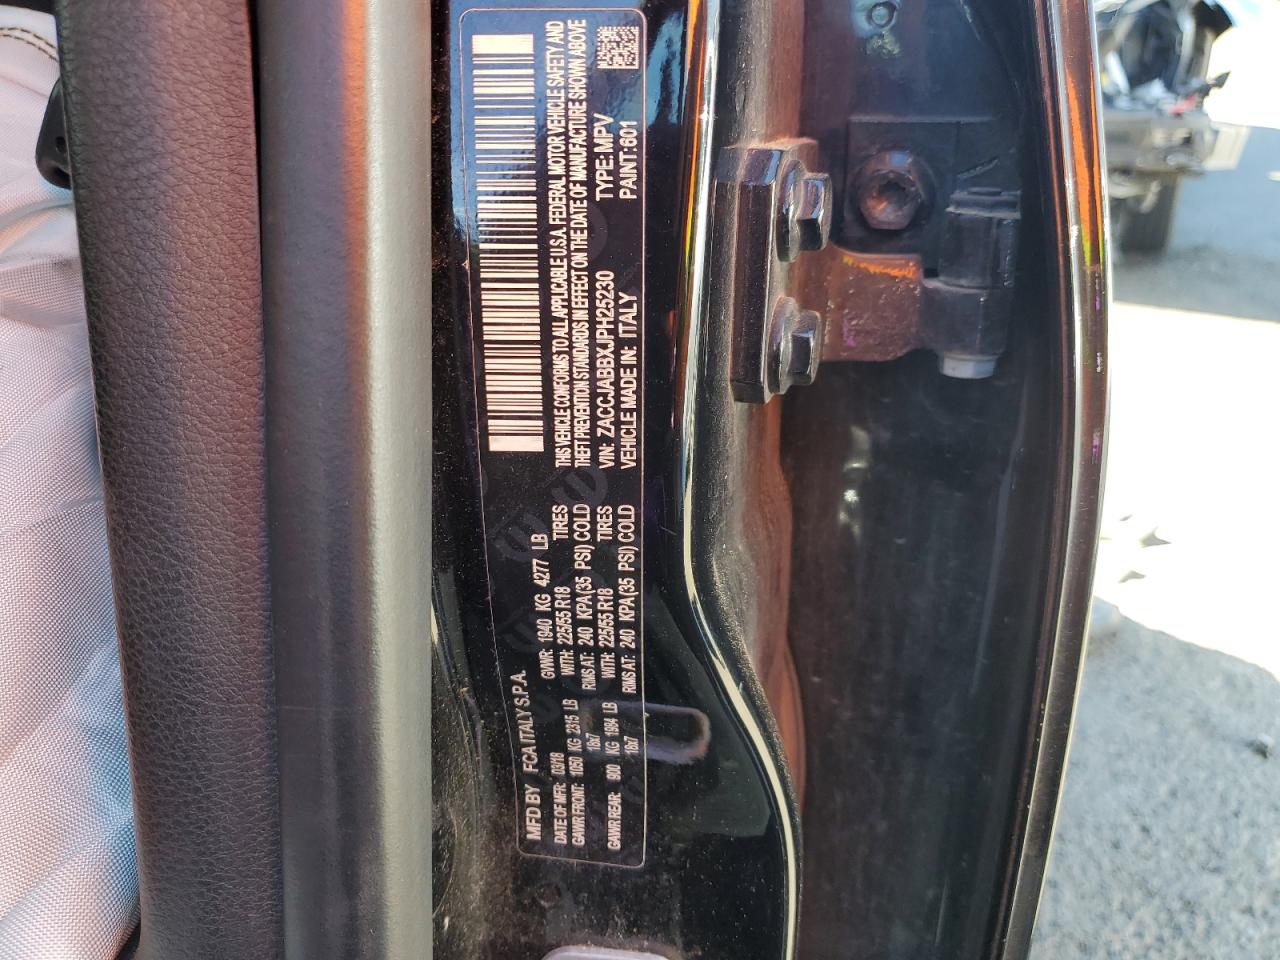 MFD BY FCA ITALY S.P.A.
DATE OF MFR: 03/18 GVWR: 1940 KG 4277 LB
GAWR FRONT: 1050 KG 2315 LB WITH: 225/55 R18 TIRES
18x7 RIMS AT: 240 KPA(35 PSI) COLD
GAWR REAR: 900 KG 1984 LB WITH: 225/55 R18 TIRES
18x7 RIMS AT: 240 KPA(35 PSI) COLD
THIS VEHICLE CONFORMS TO ALL APPLICABLE U.S.A. FEDERAL MOTOR VEHICLE SAFETY AND
THEFT PREVENTION STANDARDS IN EFFECT ON THE DATE OF MANUFACTURE SHOWN ABOVE
VIN: ZACCJABBXJPH25230 TYPE: MPV
VEHICLE MADE IN: ITALY PAINT:601